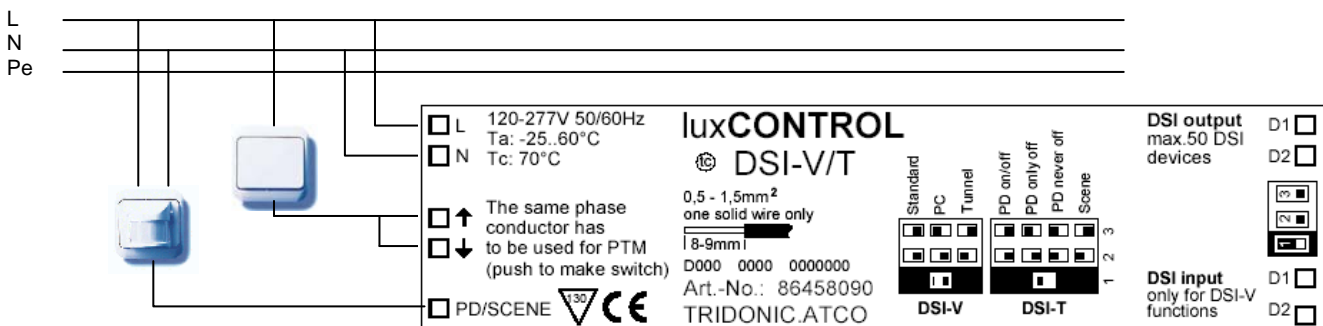 L
N
Pe
L
N
120-277V 50/60Hz
Ta: -25..60°C
Tc: 70°C
↑
↓
The same phase
conductor has
to be used for PTM
(push to make switch)
PD/SCENE
130
CE
luxCONTROL
DSI-V/T
0,5 - 1,5mm²
one solid wire only
8-9mm
D000 0000 0000000
Art.-No.: 86458090
TRIDONIC.ATCO
Standard
PC
Tunnel
PD on/off
PD only off
PD never off
Scene
3
2
1
DSI-V
DSI-T
DSI output
max.50 DSI
devices
D1
D2
3
2
1
DSI input
only for DSI-V
functions
D1
D2